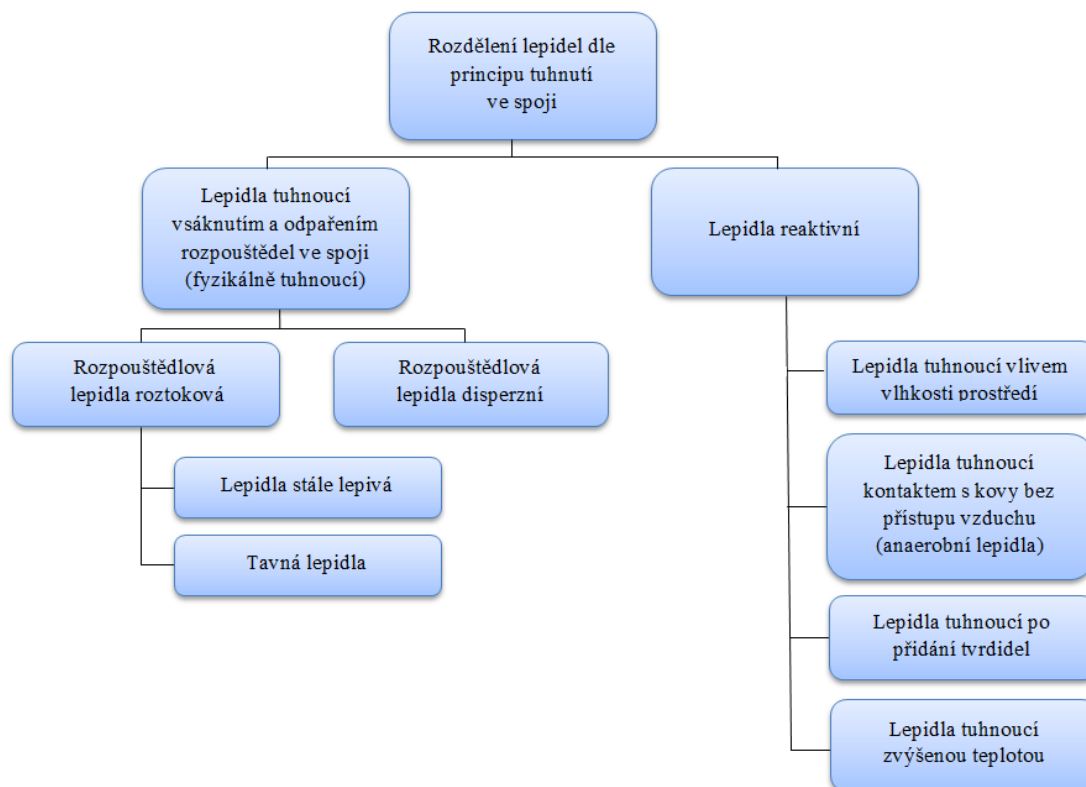 Rozdělení lepidel dle
principu tuhnutí
ve spoji
Lepidla tuhnoucí
vsáknutím a odpařením
rozpouštědel ve spoji
(fyzikálně tuhnoucí)
Lepidla reaktivní
Rozpouštědlová
lepidla roztoková
Rozpouštědlová
lepidla disperzní
Lepidla stále lepivá
Tavná lepidla
Lepidla tuhnoucí vlivem
vlhkosti prostředí
Lepidla tuhnoucí
kontaktem s kovy bez
přístupu vzduchu
(anaerobní lepidla)
Lepidla tuhnoucí po
přidání tvrdidel
Lepidla tuhnoucí
zvýšenou teplotou